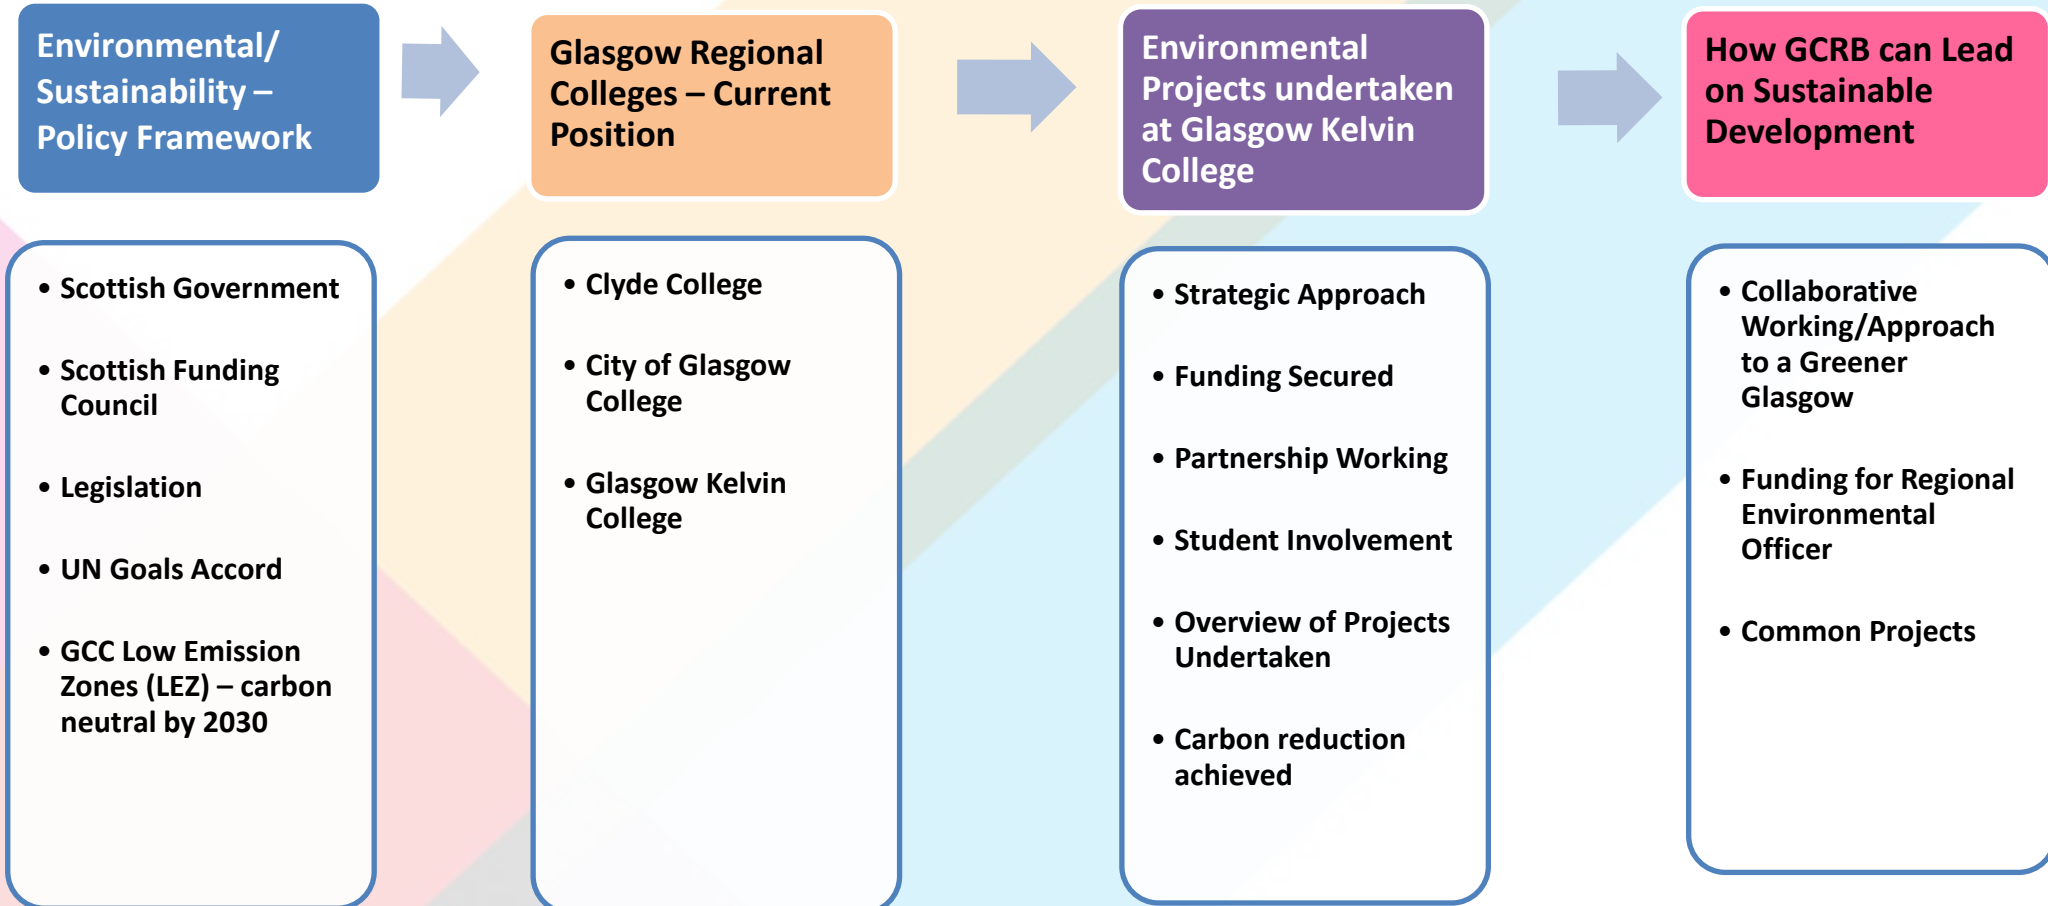 Environmental/
Sustainability –
Policy Framework
Glasgow Regional
Colleges – Current
Position
Environmental
Projects undertaken
at Glasgow Kelvin
College
How GCRB can Lead
on Sustainable
Development
• Scottish Government
• Scottish Funding
Council
• Legislation
• UN Goals Accord
• GCC Low Emission
Zones (LEZ) – carbon
neutral by 2030
• Clyde College
• City of Glasgow
College
• Glasgow Kelvin
College
• Strategic Approach
• Funding Secured
• Partnership Working
• Student Involvement
• Overview of Projects
Undertaken
• Carbon reduction
achieved
• Collaborative
Working/Approach
to a Greener
Glasgow
• Funding for Regional
Environmental
Officer
• Common Projects